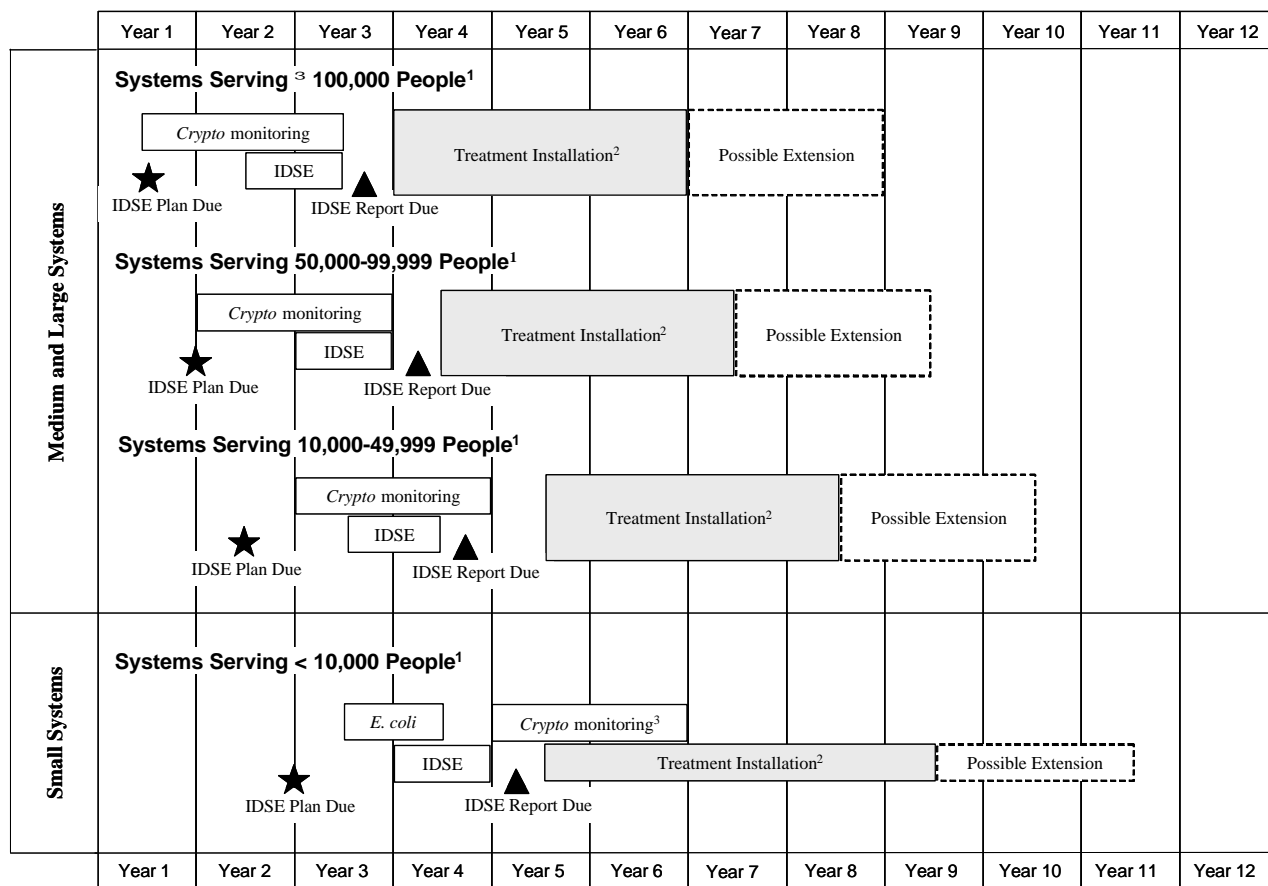 Year 1 Year 2 Year 3 Year 4 Year 5 Year 6 Year 7 Year 8 Year 9 Year 10 Year 11 Year 12
Medium and Large Systems
Systems Serving ³ 100,000 People¹
Crypto monitoring
Treatment Installation²
Possible Extension
IDSE
IDSE Plan Due
IDSE Report Due
Systems Serving 50,000-99,999 People¹
Crypto monitoring
Treatment Installation²
Possible Extension
IDSE
IDSE Plan Due
IDSE Report Due
Systems Serving 10,000-49,999 People¹
Crypto monitoring
Treatment Installation²
Possible Extension
IDSE
IDSE Plan Due
IDSE Report Due
Small Systems
Systems Serving < 10,000 People¹
E. coli
Crypto monitoring³
IDSE
Treatment Installation²
Possible Extension
IDSE Plan Due
IDSE Report Due
Year 1 Year 2 Year 3 Year 4 Year 5 Year 6 Year 7 Year 8 Year 9 Year 10 Year 11 Year 12